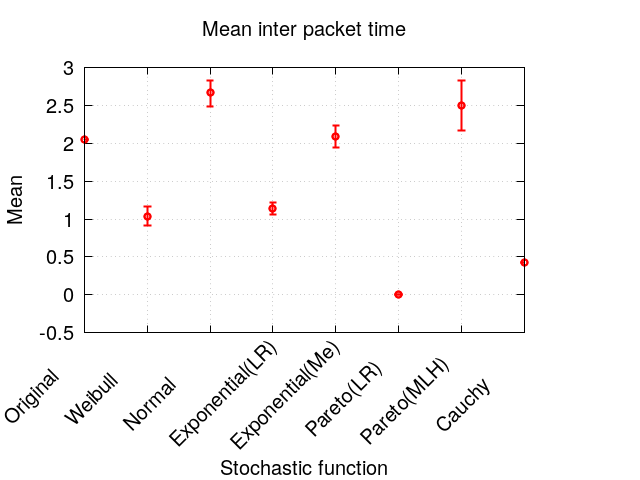 Mean inter packet time
3
2.5
2
1.5
1
0.5
0
-0.5
Mean
Original
Weibull
Normal
Exponential(LR)
Exponential(Me)
Pareto(LR)
Pareto(MLH)
Cauchy
Stochastic function